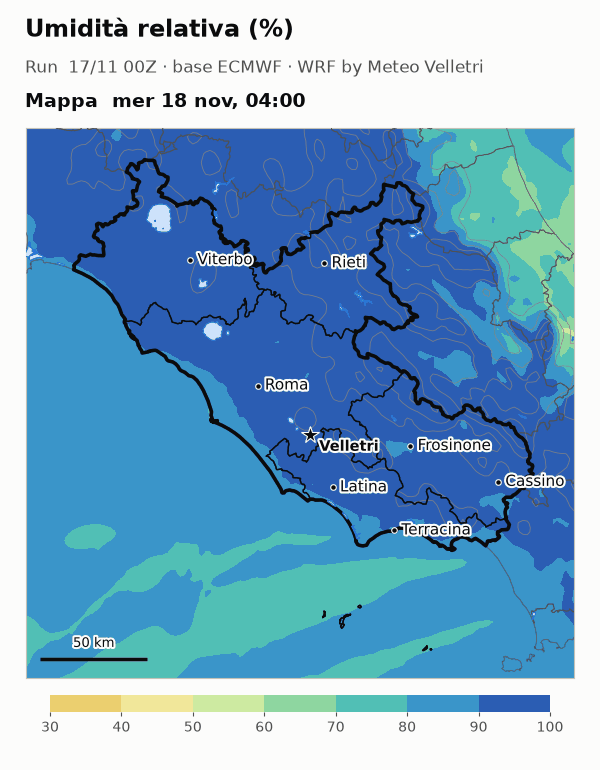 Umidità relativa (%)
Run 17/11 00Z · base ECMWF · WRF by Meteo Velletri
Mappa mer 18 nov, 04:00
Viterbo
Rieti
Roma
Velletri
Frosinone
Latina
Cassino
Terracina
50 km
30 40 50 60 70 80 90 100